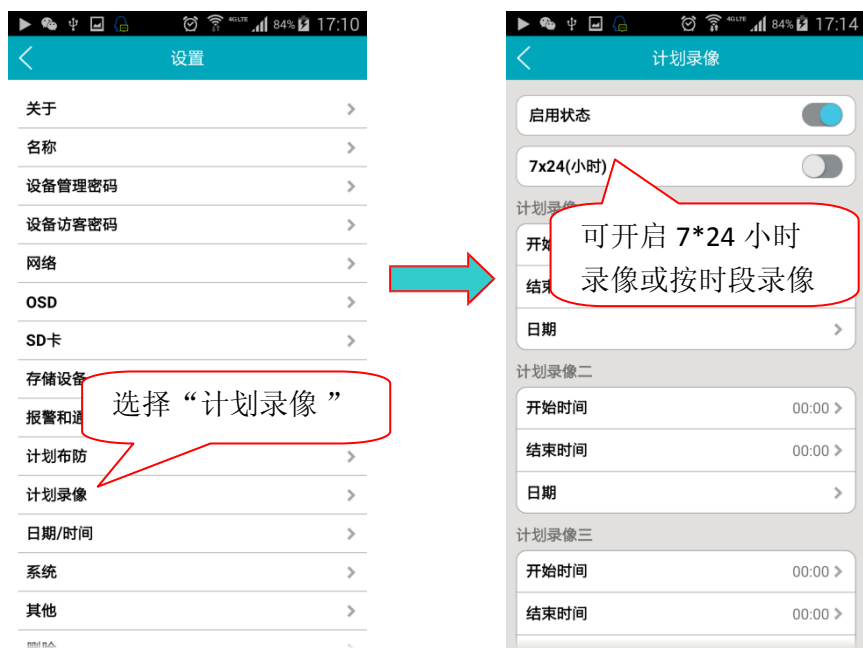 84% 17:10
设置
关于
名称
设备管理密码
设备访客密码
网络
OSD
SD卡
存储设备
选择“计划录像 ”
报警和通
计划布防
计划录像
日期/时间
系统
其他
删除
4GLTE 84% 17:14
计划录像
启用状态
7x24(小时)
计划录像
可开启 7*24 小时
录像或按时段录像
开始
结束
日期
计划录像二
开始时间 00:00
结束时间 00:00
日期
计划录像三
开始时间 00:00
结束时间 00:00